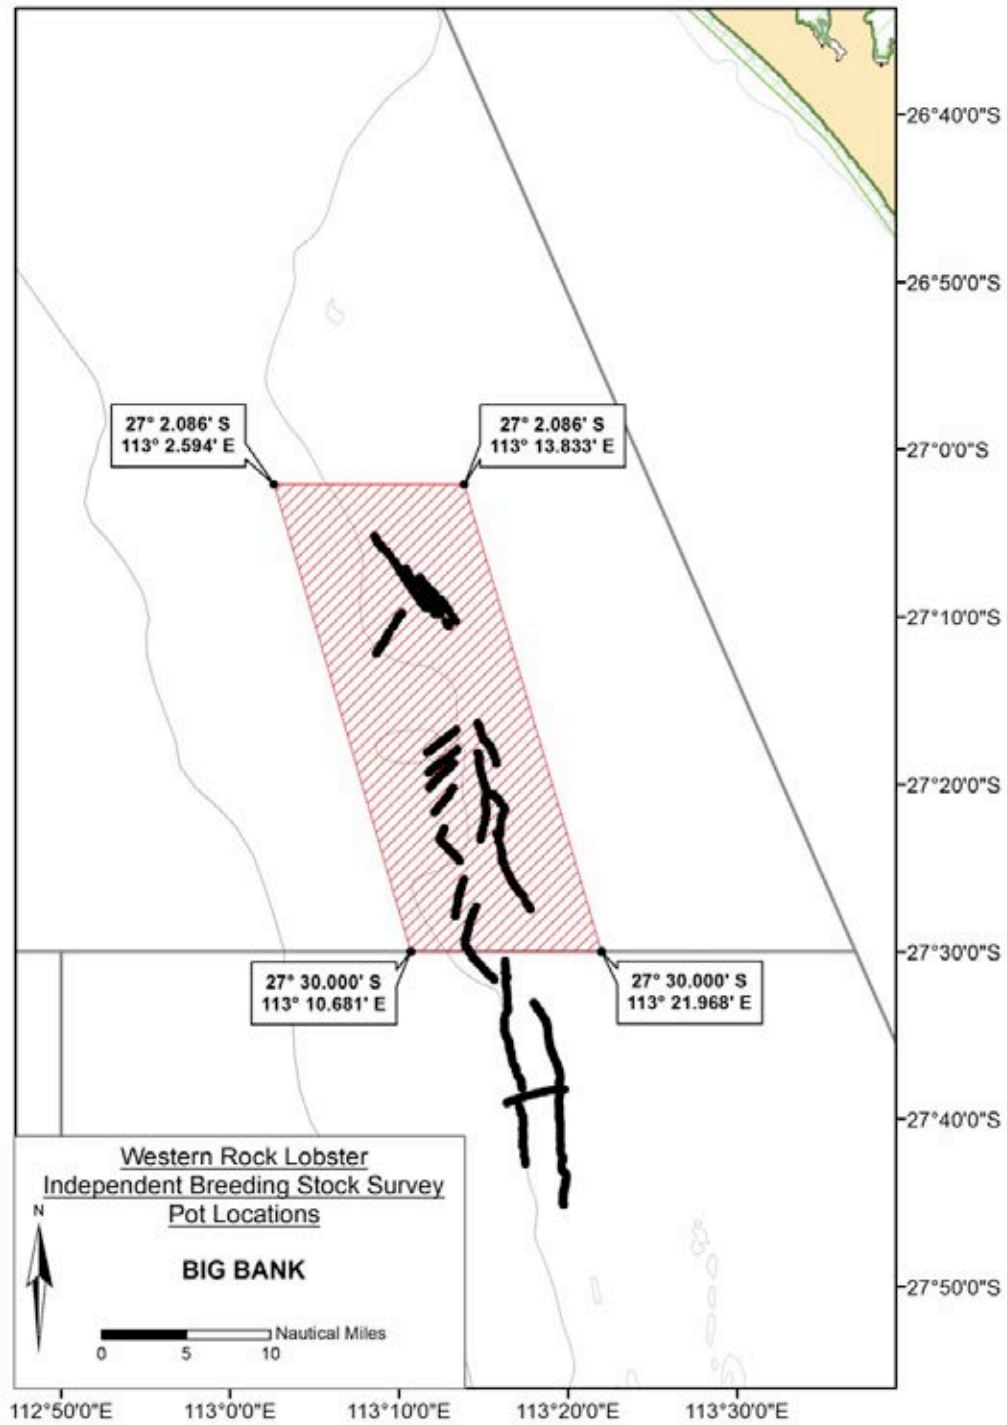 26°40'0"S
26°50'0"S
27° 2.086' S
113° 2.594' E
27° 2.086' S
113° 13.833' E
27°0'0"S
27°10'0"S
27°20'0"S
27°30'0"S
27° 30.000' S
113° 10.681' E
27° 30.000' S
113° 21.968' E
27°40'0"S
Western Rock Lobster
Independent Breeding Stock Survey
Pot Locations
N
BIG BANK
27°50'0"S
Nautical Miles
0 5 10
112°50'0"E 113°0'0"E 113°10'0"E 113°20'0"E 113°30'0"E